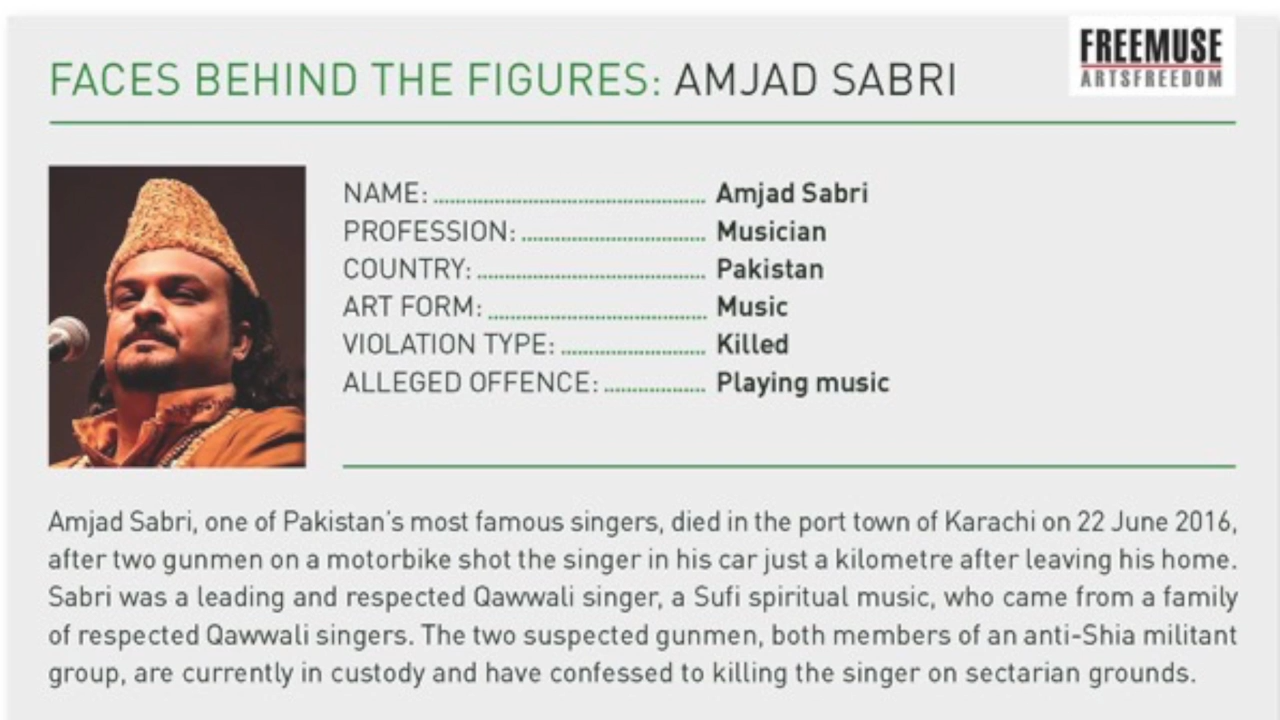 FREEMUSE
ARTSFREEDOM
FACES BEHIND THE FIGURES: AMJAD SABRI
NAME: Amjad Sabri
PROFESSION: Musician
COUNTRY: Pakistan
ART FORM: Music
VIOLATION TYPE: Killed
ALLEGED OFFENCE: Playing music
Amjad Sabri, one of Pakistan's most famous singers, died in the port town of Karachi on 22 June 2016,
after two gunmen on a motorbike shot the singer in his car just a kilometre after leaving his home.
Sabri was a leading and respected Qawwali singer, a Sufi spiritual music, who came from a family
of respected Qawwali singers. The two suspected gunmen, both members of an anti-Shia militant
group, are currently in custody and have confessed to killing the singer on sectarian grounds.